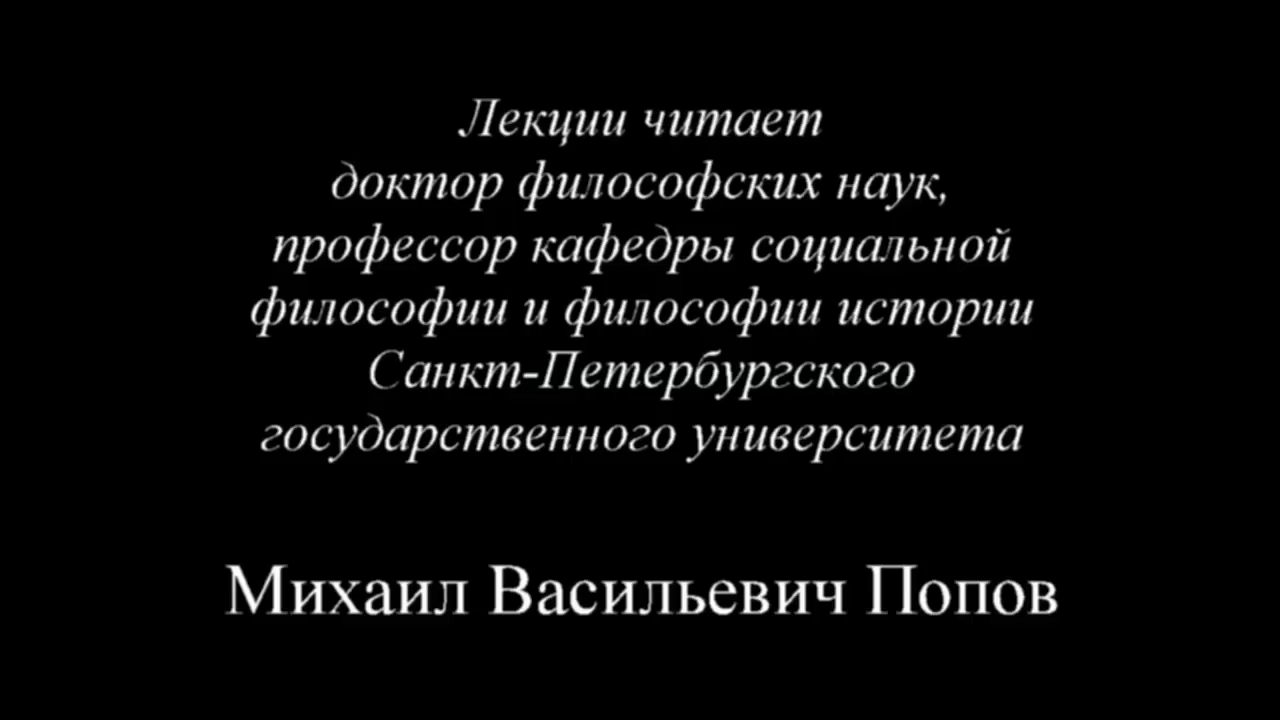 Лекции читает
доктор философских наук,
профессор кафедры социальной
философии и философии истории
Санкт-Петербургского
государственного университета
Михаил Васильевич Попов